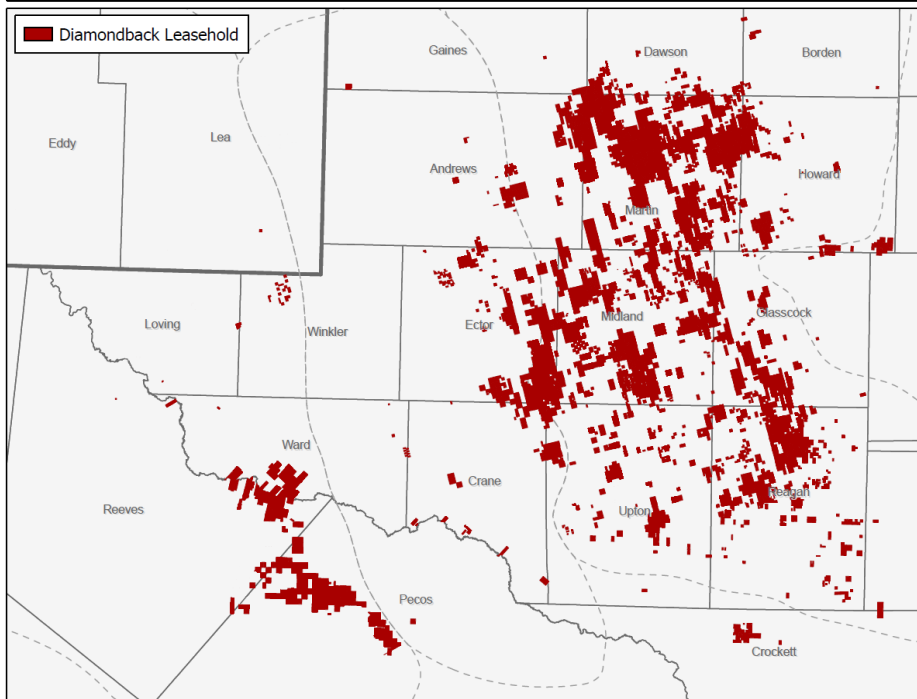 Diamondback Leasehold
Gaines
Dawson
Borden
Eddy
Lea
Andrews
Howard
Martin
Loving
Winkler
Ector
Midland
Glasscock
Ward
Crane
Reeves
Upton
Reagan
Pecos
Crockett